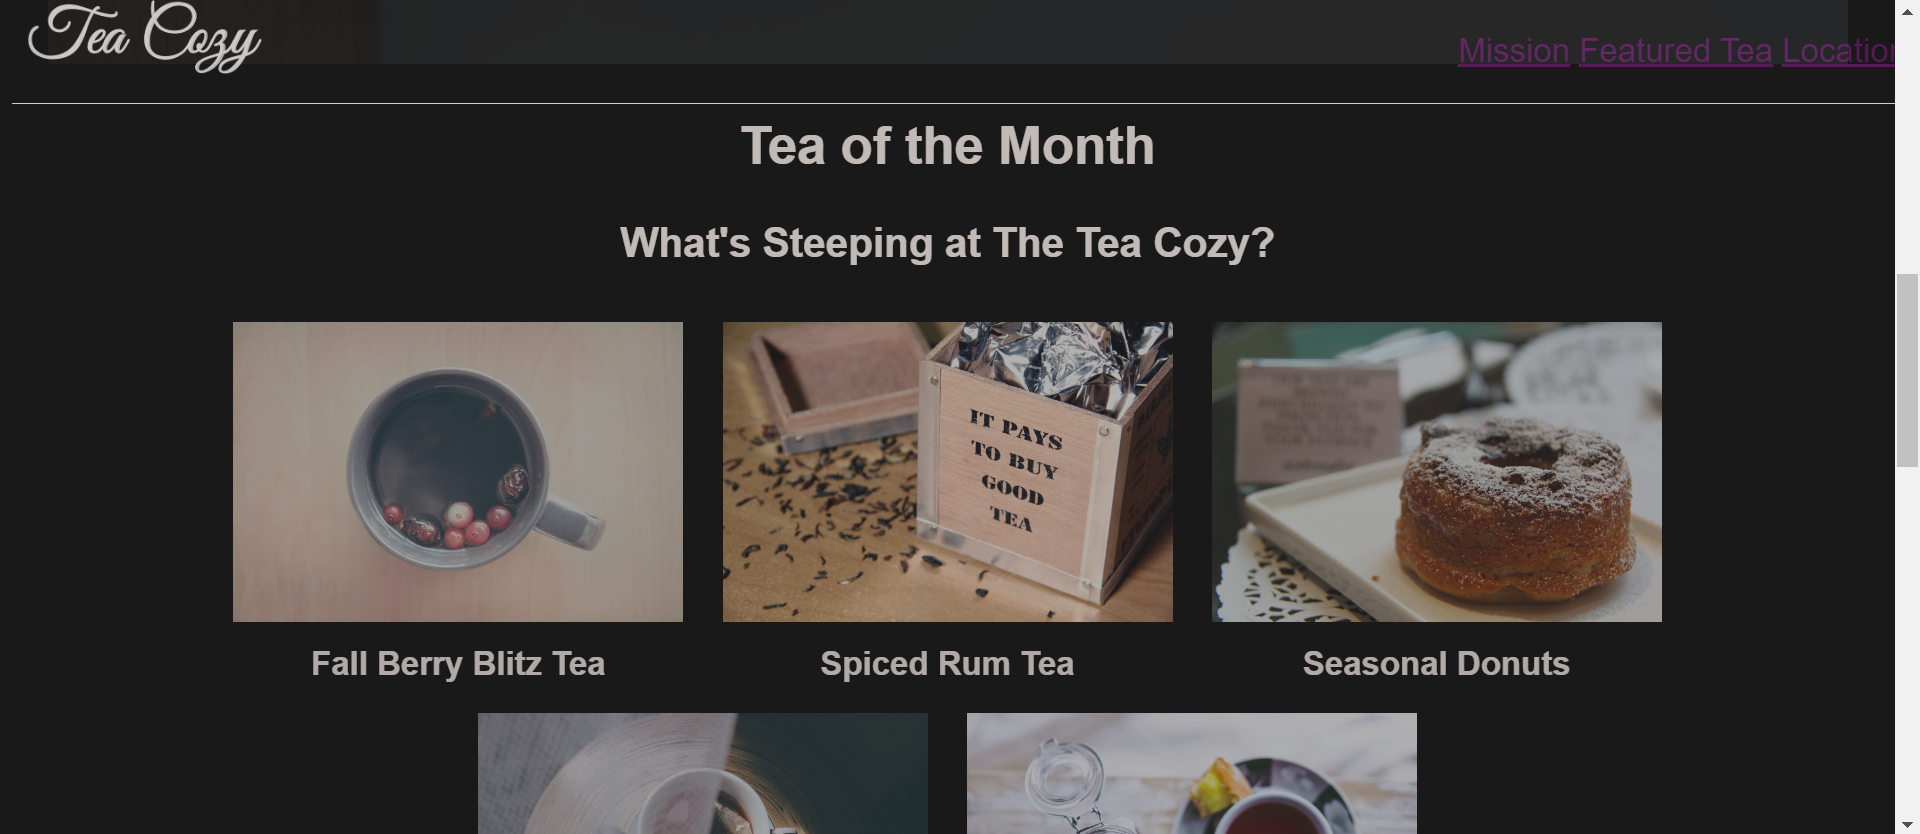 Tea Cozy
Mission Featured Tea Location
Tea of the Month
What's Steeping at The Tea Cozy?
IT PAYS
TO BUY
GOOD
TEA
Fall Berry Blitz Tea
Spiced Rum Tea
Seasonal Donuts